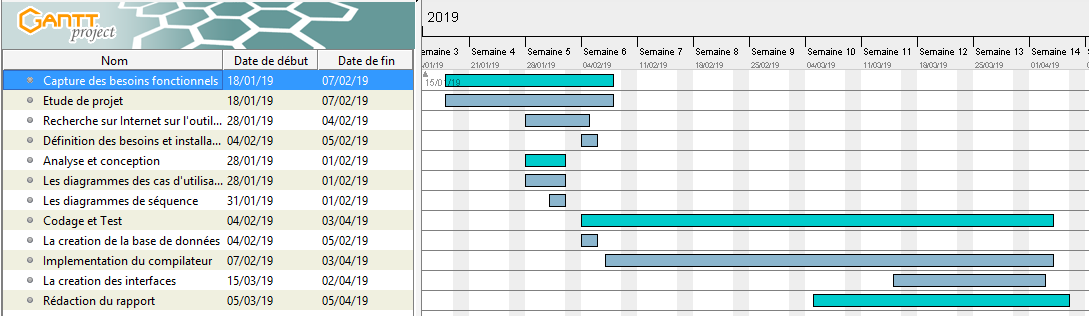 GANTT
project
Nom Date de début Date de fin
Capture des besoins fonctionnels 18/01/19 07/02/19
Etude de projet 18/01/19 07/02/19
Recherche sur Internet sur l'outil... 28/01/19 04/02/19
Définition des besoins et installa... 04/02/19 05/02/19
Analyse et conception 28/01/19 01/02/19
Les diagrammes des cas d'utilisa... 28/01/19 01/02/19
Les diagrammes de séquence 31/01/19 01/02/19
Codage et Test 04/02/19 03/04/19
La creation de la base de données 04/02/19 05/02/19
Implementation du compilateur 07/02/19 03/04/19
La creation des interfaces 15/03/19 02/04/19
Rédaction du rapport 05/03/19 05/04/19
2019
emaine 3 Semaine 4 Semaine 5 Semaine 6 Semaine 7 Semaine 8 Semaine 9 Semaine 10 Semaine 11 Semaine 12 Semaine 13 Semaine 14
/01/19 21/01/19 28/01/19 04/02/19 11/02/19 18/02/19 25/02/19 04/03/19 11/03/19 18/03/19 25/03/19 01/04/19
15/01/19